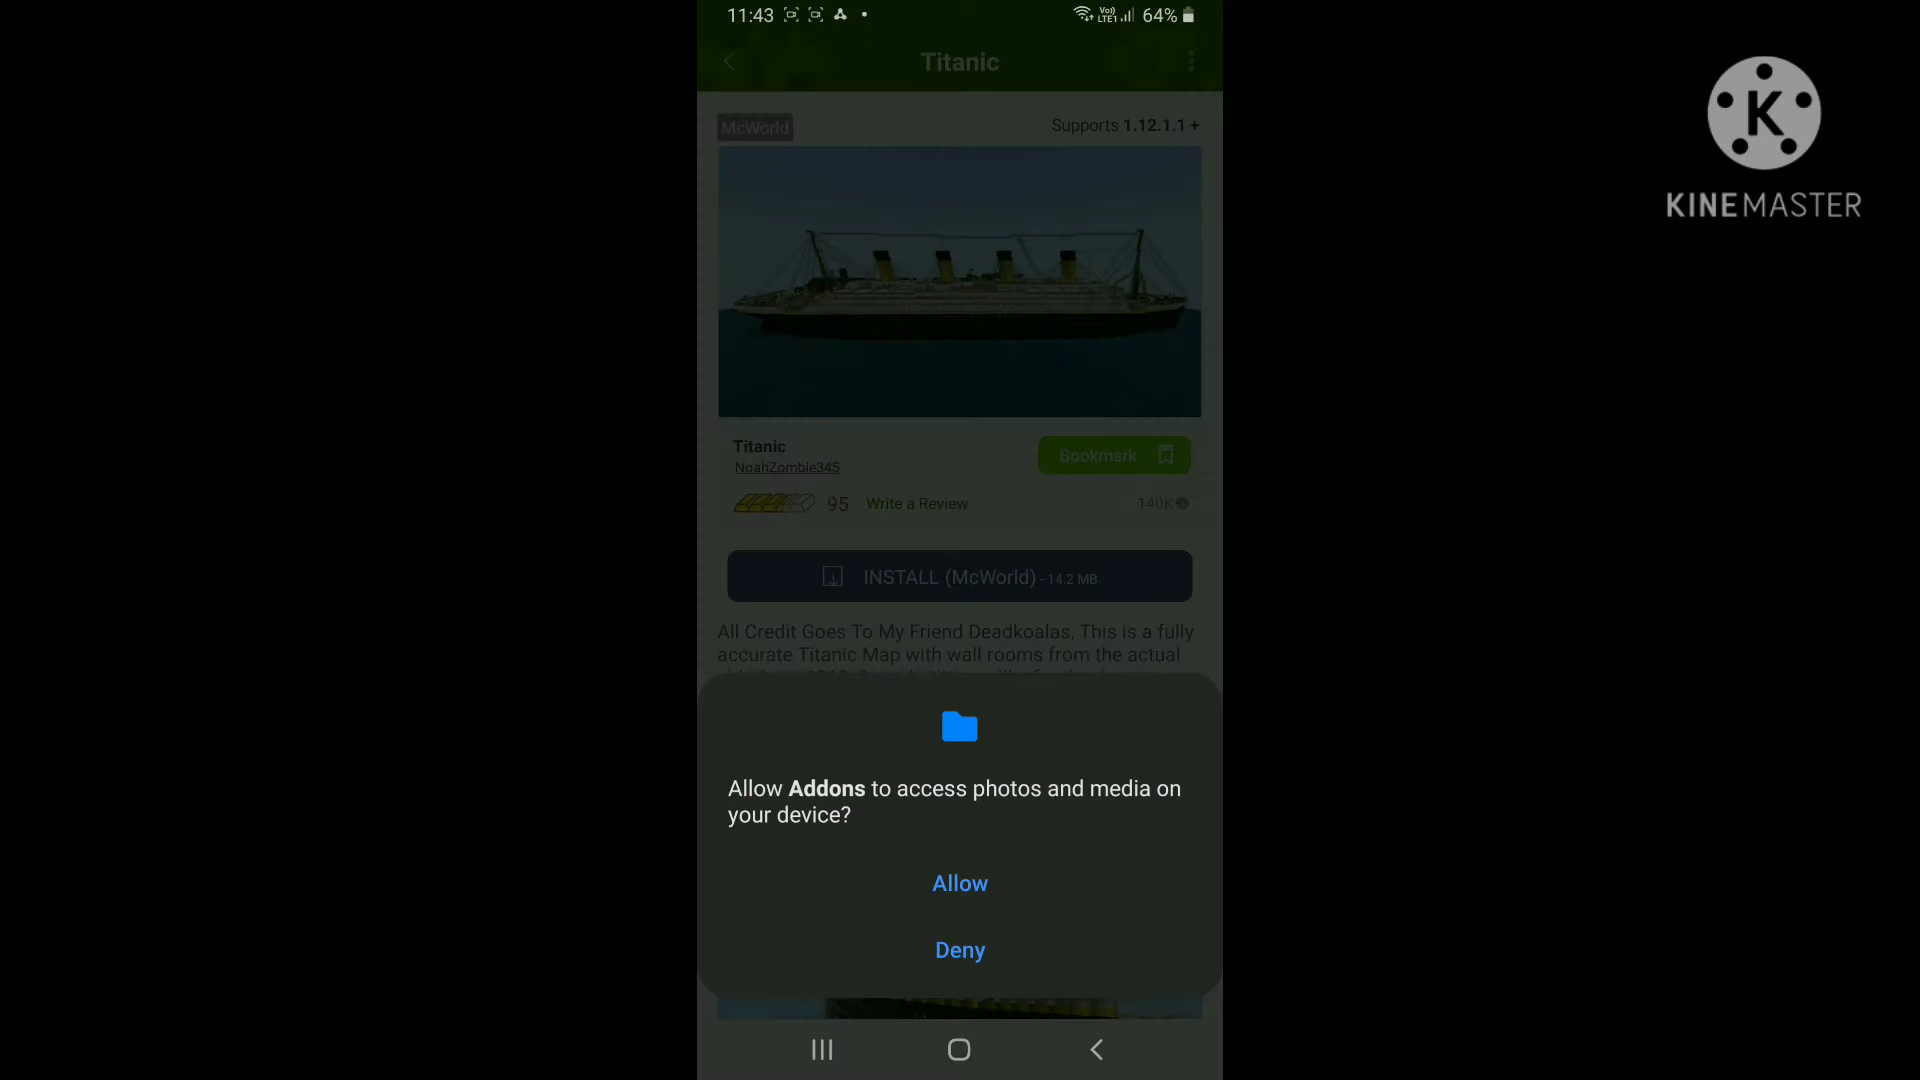 11:43
Vo)
LTE1
64%
Titanic
McWorld
Supports 1.12.1.1 +
K
KINEMASTER
Titanic
NoahZombie345
Bookmark
95
Write a Review
140K
INSTALL (McWorld) - 14.2 MB
All Credit Goes To My Friend Deadkoalas, This is a fully
accurate Titanic Map with wall rooms from the actual
Allow Addons to access photos and media on
your device?
Allow
Deny